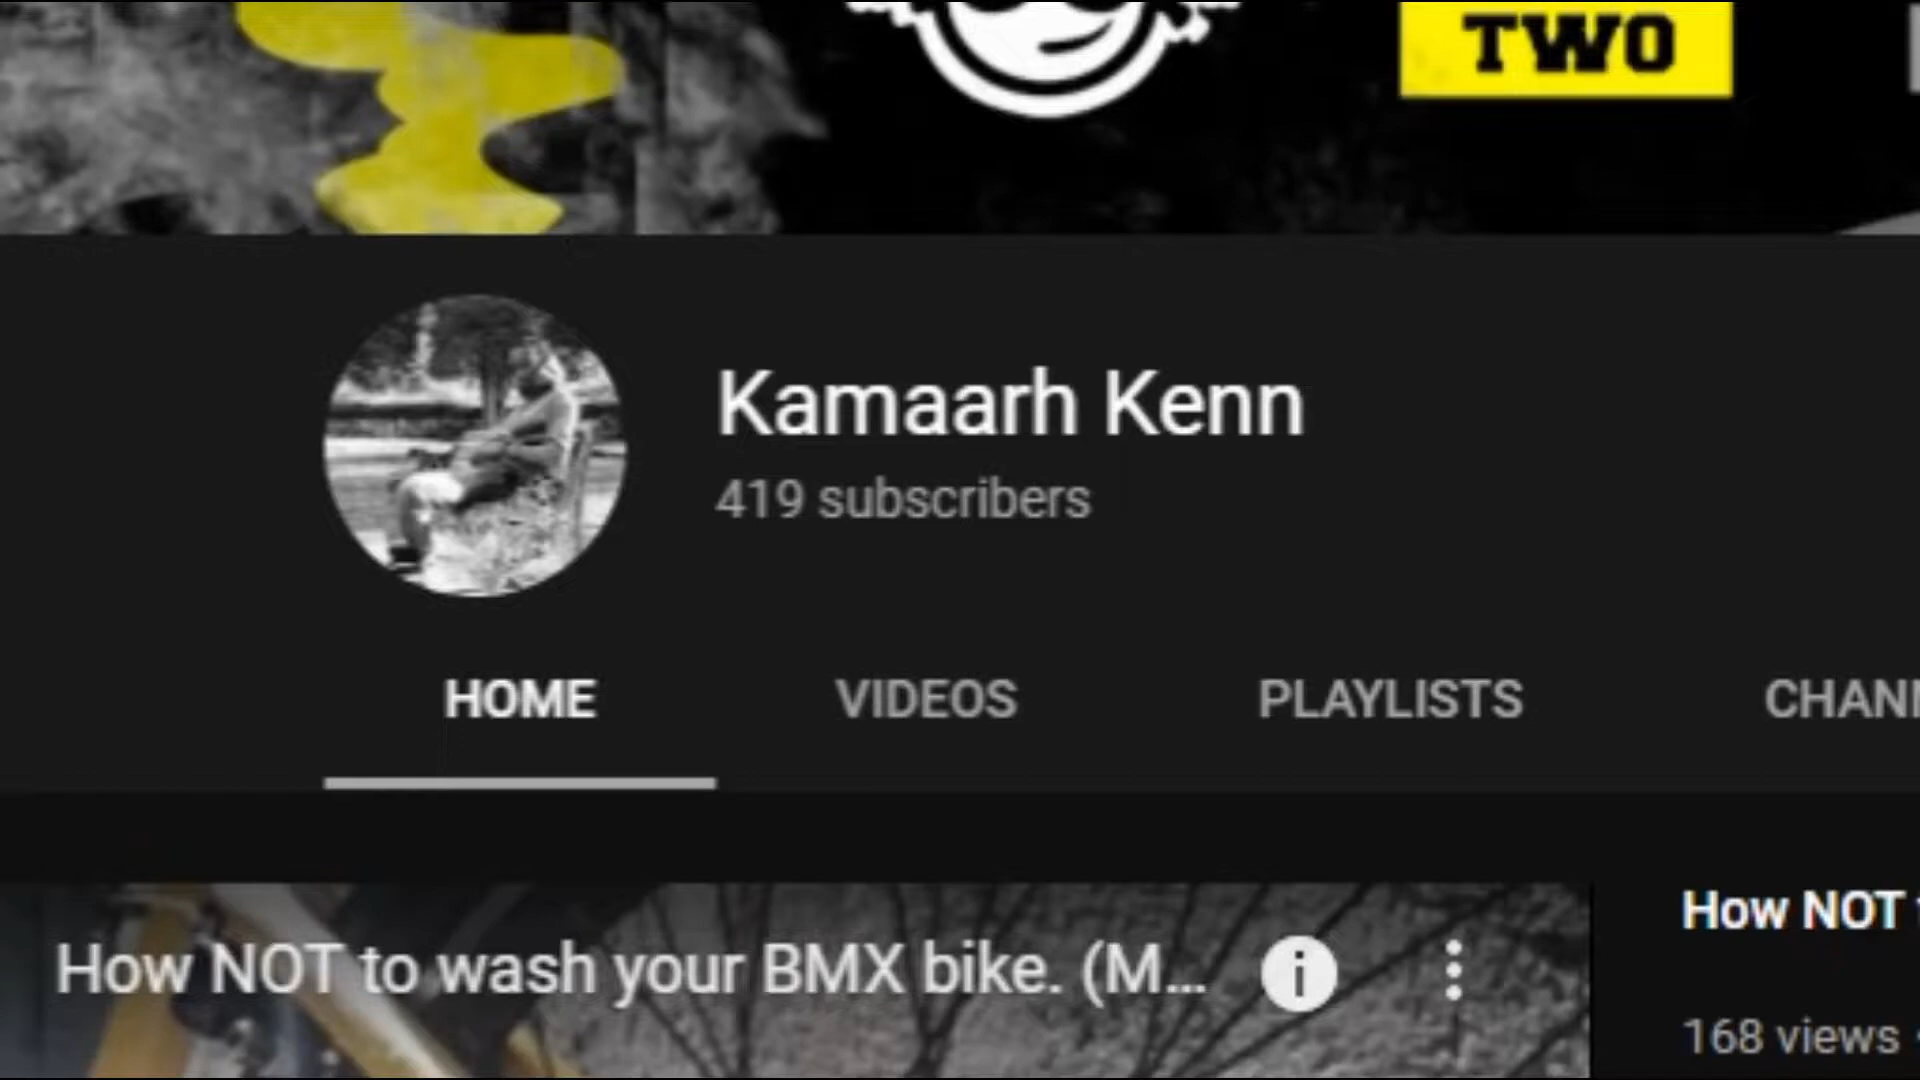 TWO
Kamaarh Kenn
419 subscribers
HOME VIDEOS PLAYLISTS CHANN
How NOT to wash your BMX bike. (M...
How NOT
168 views